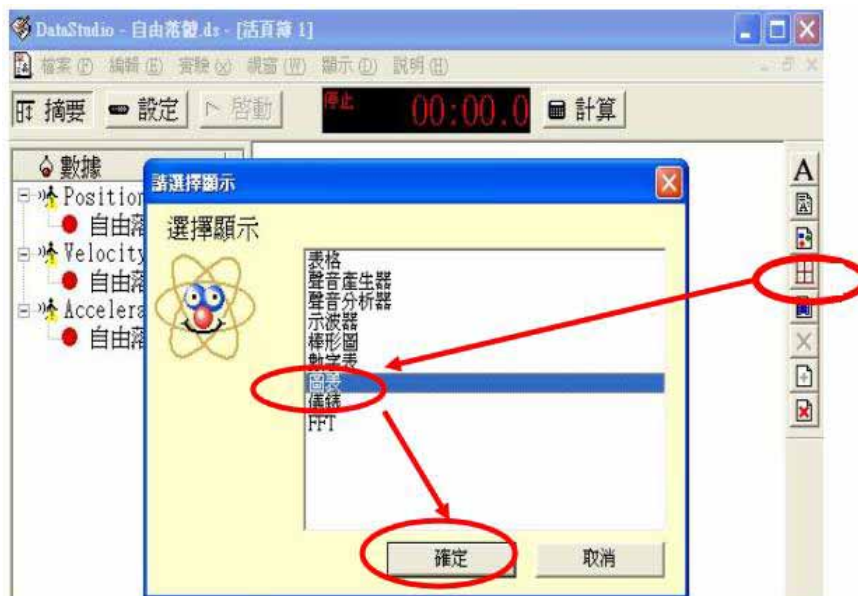 DataStudio - 自由落體.ds - [活頁簿 1]
檔案(F) 編輯(E) 實驗(X) 視窗(W) 顯示(D) 説明(H)
摘要 設定 啓動 停止 00:00.0 計算
數據
Position
自由落
Velocity
自由落
Accelera
自由落
請選擇顯示
選擇顯示
表格
聲音產生器
聲音分析器
示波器
棒形圖
數字表
圖表
儀錶
FFT
確定 取消
A